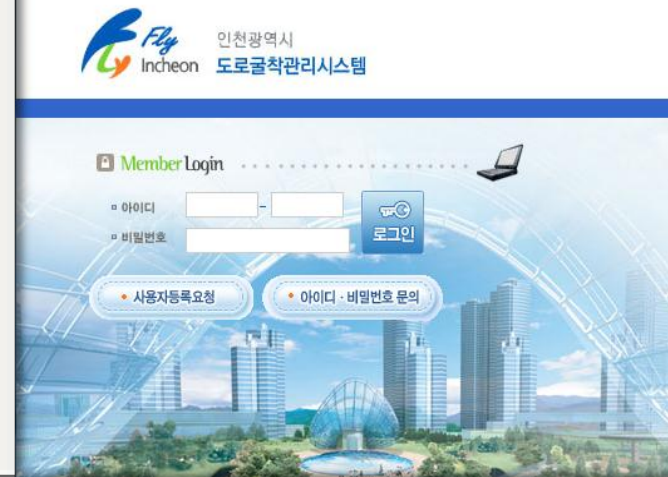 Fly
Incheon
인천광역시
도로굴착관리시스템
Member Login
아이디
-
비밀번호
로그인
사용자등록요청
아이디 · 비밀번호 문의